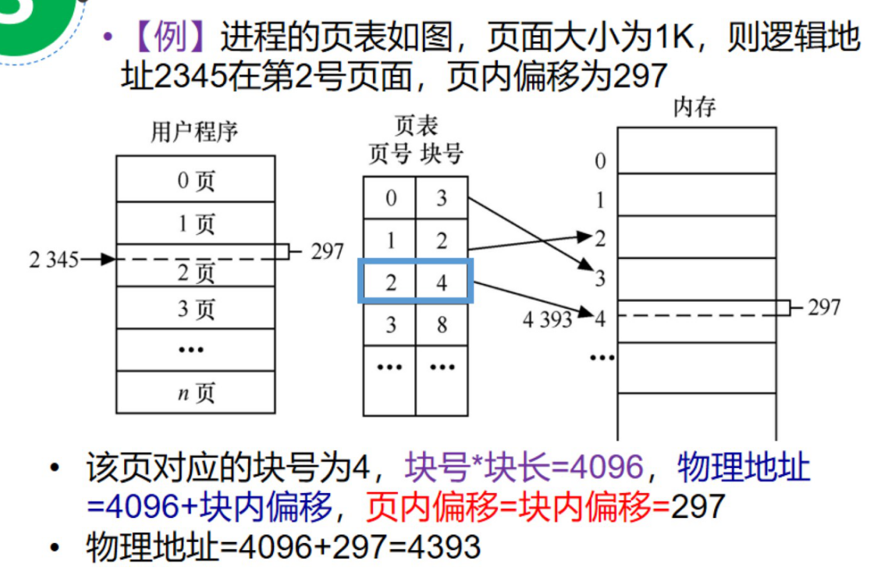 • 【例】进程的页表如图，页面大小为1K，则逻辑地
址2345在第2号页面，页内偏移为297
用户程序
0 页
1 页
2 页
3 页
•••
n 页
2 345
297
页表
页号 块号
0 3
1 2
2 4
3 8
••• •••
内存
0
1
2
3
4 393 4
•••
297
• 该页对应的块号为4，块号*块长=4096，物理地址
=4096+块内偏移，页内偏移=块内偏移=297
• 物理地址=4096+297=4393